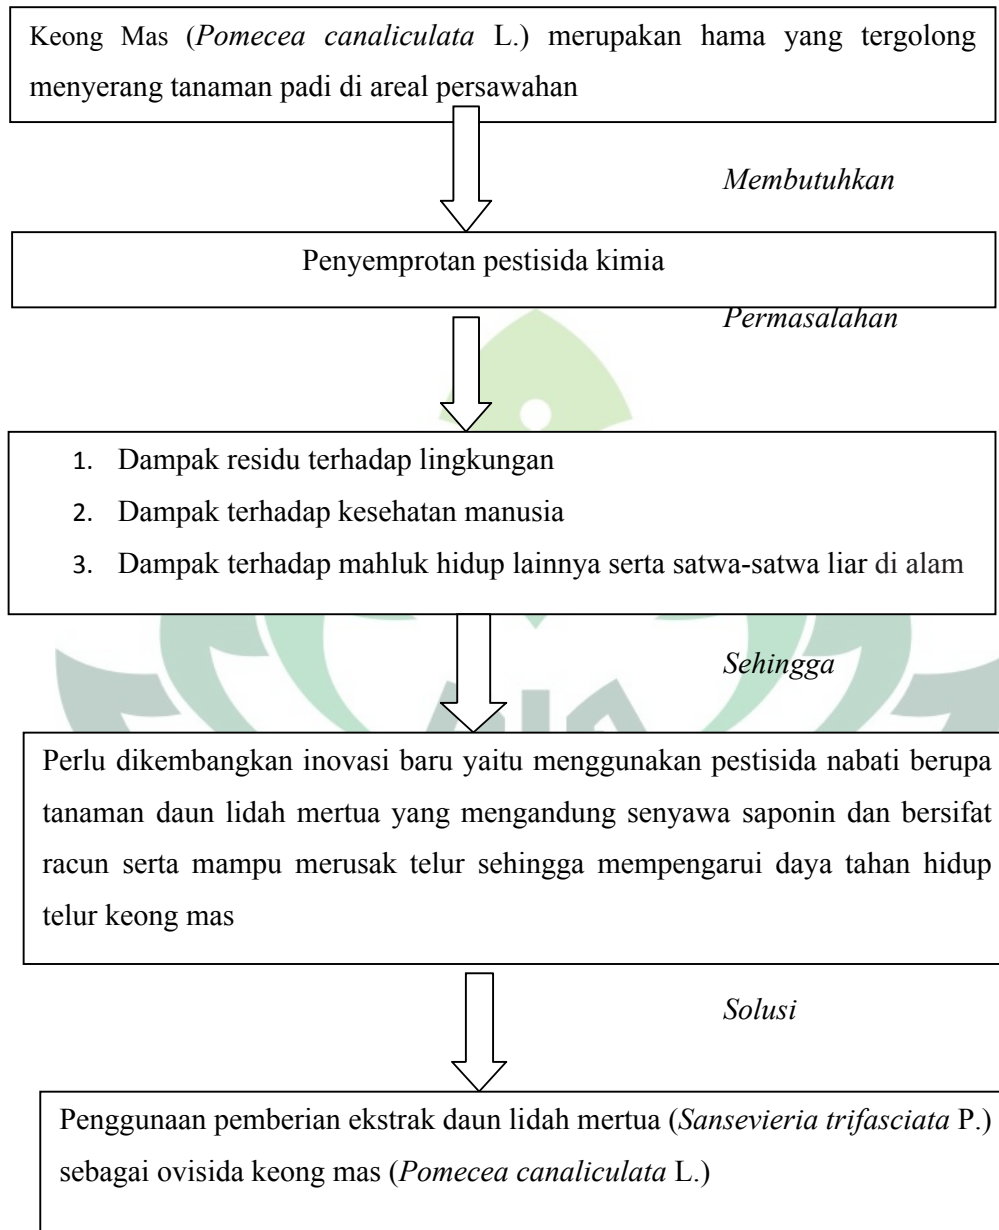 Keong Mas (Pomecea canaliculata L.) merupakan hama yang tergolong
menyerang tanaman padi di areal persawahan
Membutuhkan
Penyemprotan pestisida kimia
Permasalahan
1. Dampak residu terhadap lingkungan
2. Dampak terhadap kesehatan manusia
3. Dampak terhadap mahluk hidup lainnya serta satwa-satwa liar di alam
Sehingga
Perlu dikembangkan inovasi baru yaitu menggunakan pestisida nabati berupa
tanaman daun lidah mertua yang mengandung senyawa saponin dan bersifat
racun serta mampu merusak telur sehingga mempengarui daya tahan hidup
telur keong mas
Solusi
Penggunaan pemberian ekstrak daun lidah mertua (Sansevieria trifasciata P.)
sebagai ovisida keong mas (Pomecea canaliculata L.)